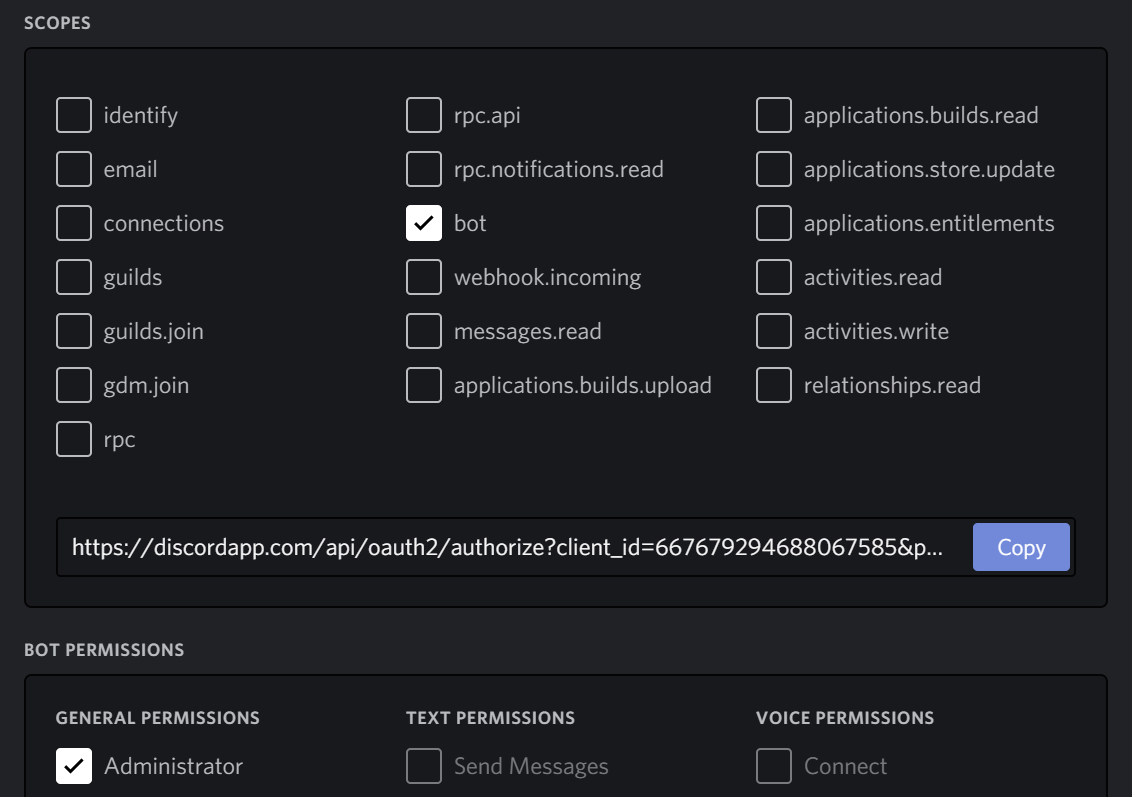 SCOPES
identify
rpc.api
applications.builds.read
email
rpc.notifications.read
applications.store.update
connections
bot
applications.entitlements
guilds
webhook.incoming
activities.read
guilds.join
messages.read
activities.write
gdm.join
applications.builds.upload
relationships.read
rpc
https://discordapp.com/api/oauth2/authorize?client_id=667679294688067585&p...
Copy
BOT PERMISSIONS
GENERAL PERMISSIONS
TEXT PERMISSIONS
VOICE PERMISSIONS
Administrator
Send Messages
Connect